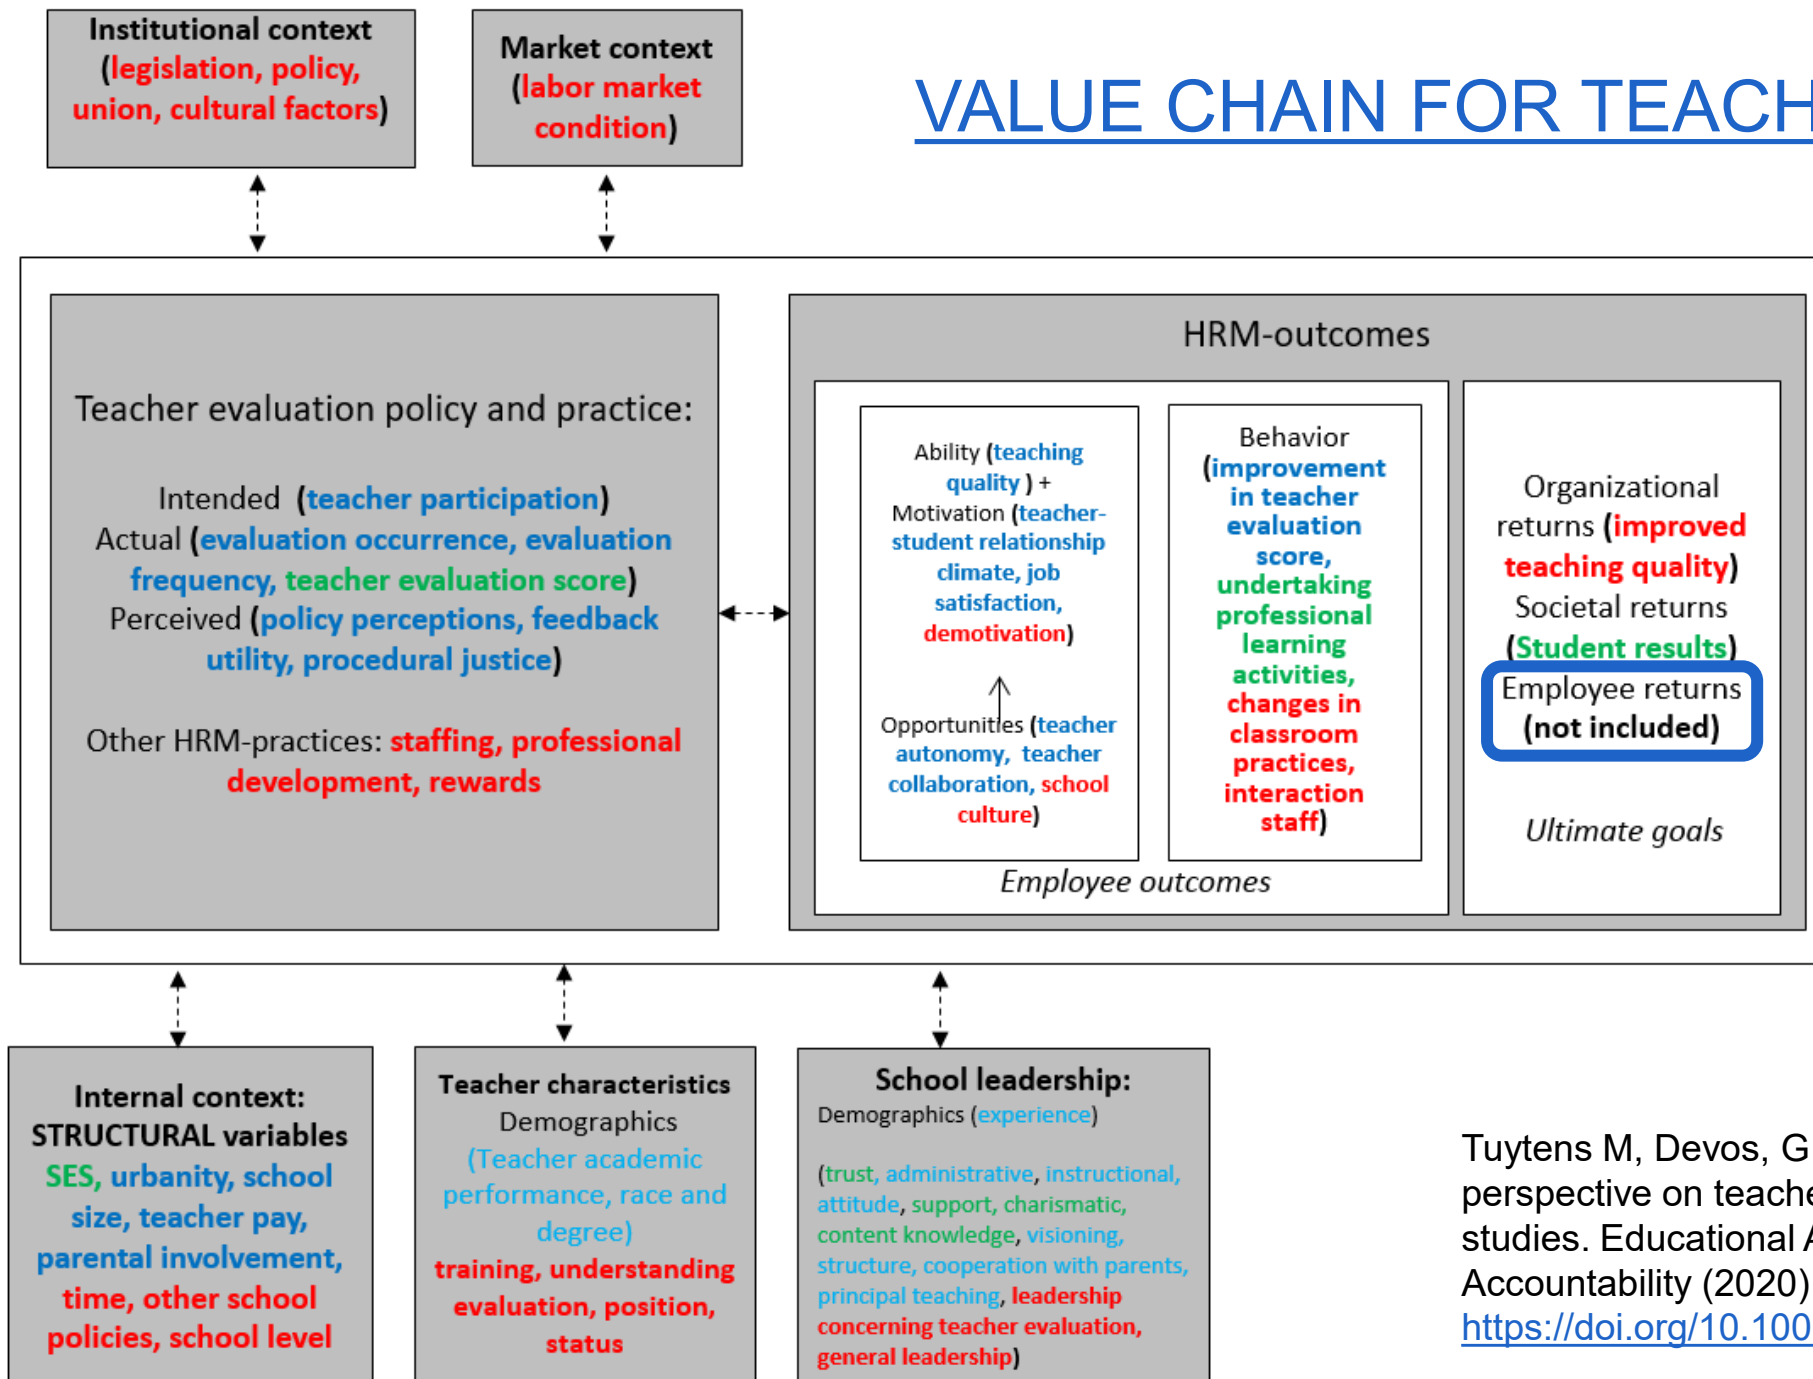 Institutional context
(legislation, policy,
union, cultural factors)
Market context
(labor market
condition)
VALUE CHAIN FOR TEACH
Teacher evaluation policy and practice:
Intended (teacher participation)
Actual (evaluation occurrence, evaluation
frequency, teacher evaluation score)
Perceived (policy perceptions, feedback
utility, procedural justice)
Other HRM-practices: staffing, professional
development, rewards
HRM-outcomes
Ability (teaching
quality ) +
Motivation (teacher-
student relationship
climate, job
satisfaction,
demotivation)
Opportunities (teacher
autonomy, teacher
collaboration, school
culture)
Behavior
(improvement
in teacher
evaluation
score,
undertaking
professional
learning
activities,
changes in
classroom
practices,
interaction
staff)
Employee outcomes
Organizational
returns (improved
teaching quality)
Societal returns
(Student results)
Employee returns
(not included)
Ultimate goals
Internal context:
STRUCTURAL variables
SES, urbanity, school
size, teacher pay,
parental involvement,
time, other school
policies, school level
Teacher characteristics
Demographics
(Teacher academic
performance, race and
degree)
training, understanding
evaluation, position,
status
School leadership:
Demographics (experience)
(trust, administrative, instructional,
attitude, support, charismatic,
content knowledge, visioning,
structure, cooperation with parents,
principal teaching, leadership
concerning teacher evaluation,
general leadership)
Tuytens M, Devos, G
perspective on teache
studies. Educational A
Accountability (2020)
https://doi.org/10.100